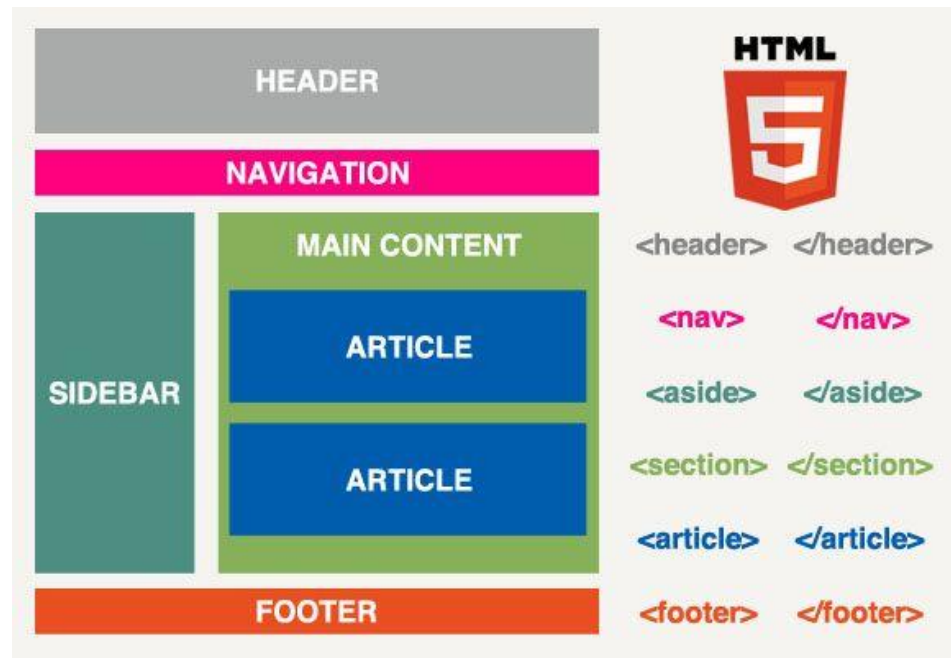 HEADER
NAVIGATION
MAIN CONTENT
ARTICLE
SIDEBAR
ARTICLE
FOOTER
HTML
5
<header> </header>
<nav> </nav>
<aside> </aside>
<section> </section>
<article> </article>
<footer> </footer>